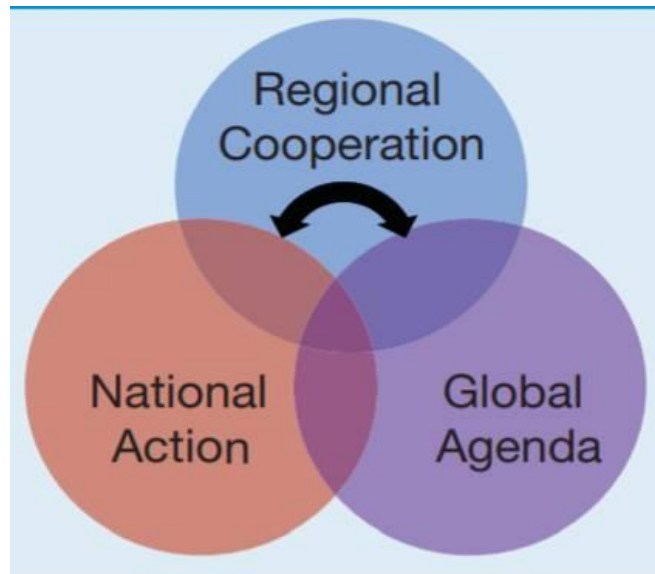 Regional
Cooperation
National
Action
Global
Agenda